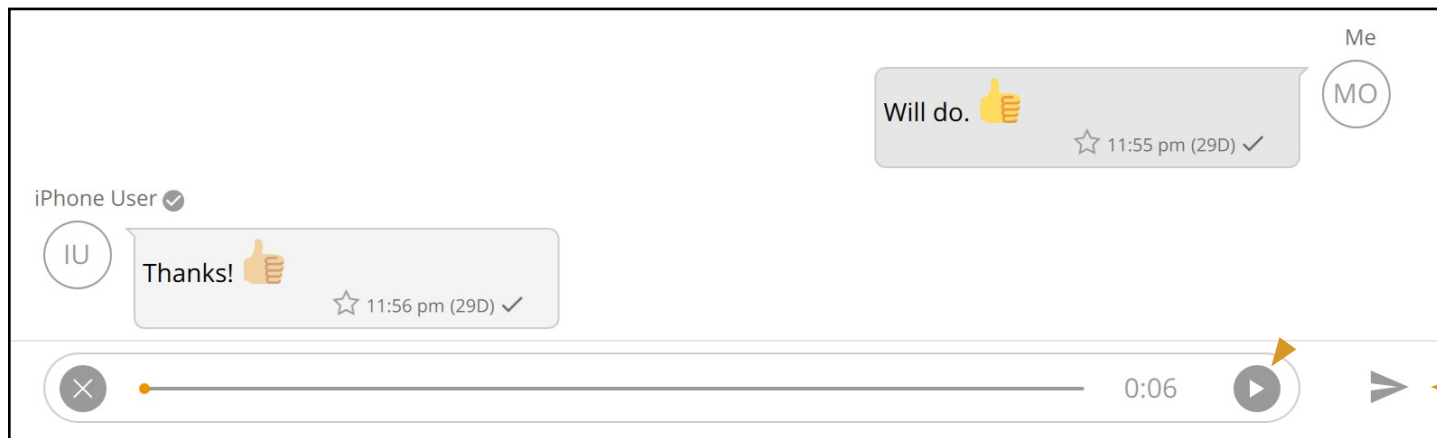 Me
MO
Will do. 👍
11:55 pm (29D)
iPhone User
IU
Thanks! 👍🏼
11:56 pm (29D)
0:06